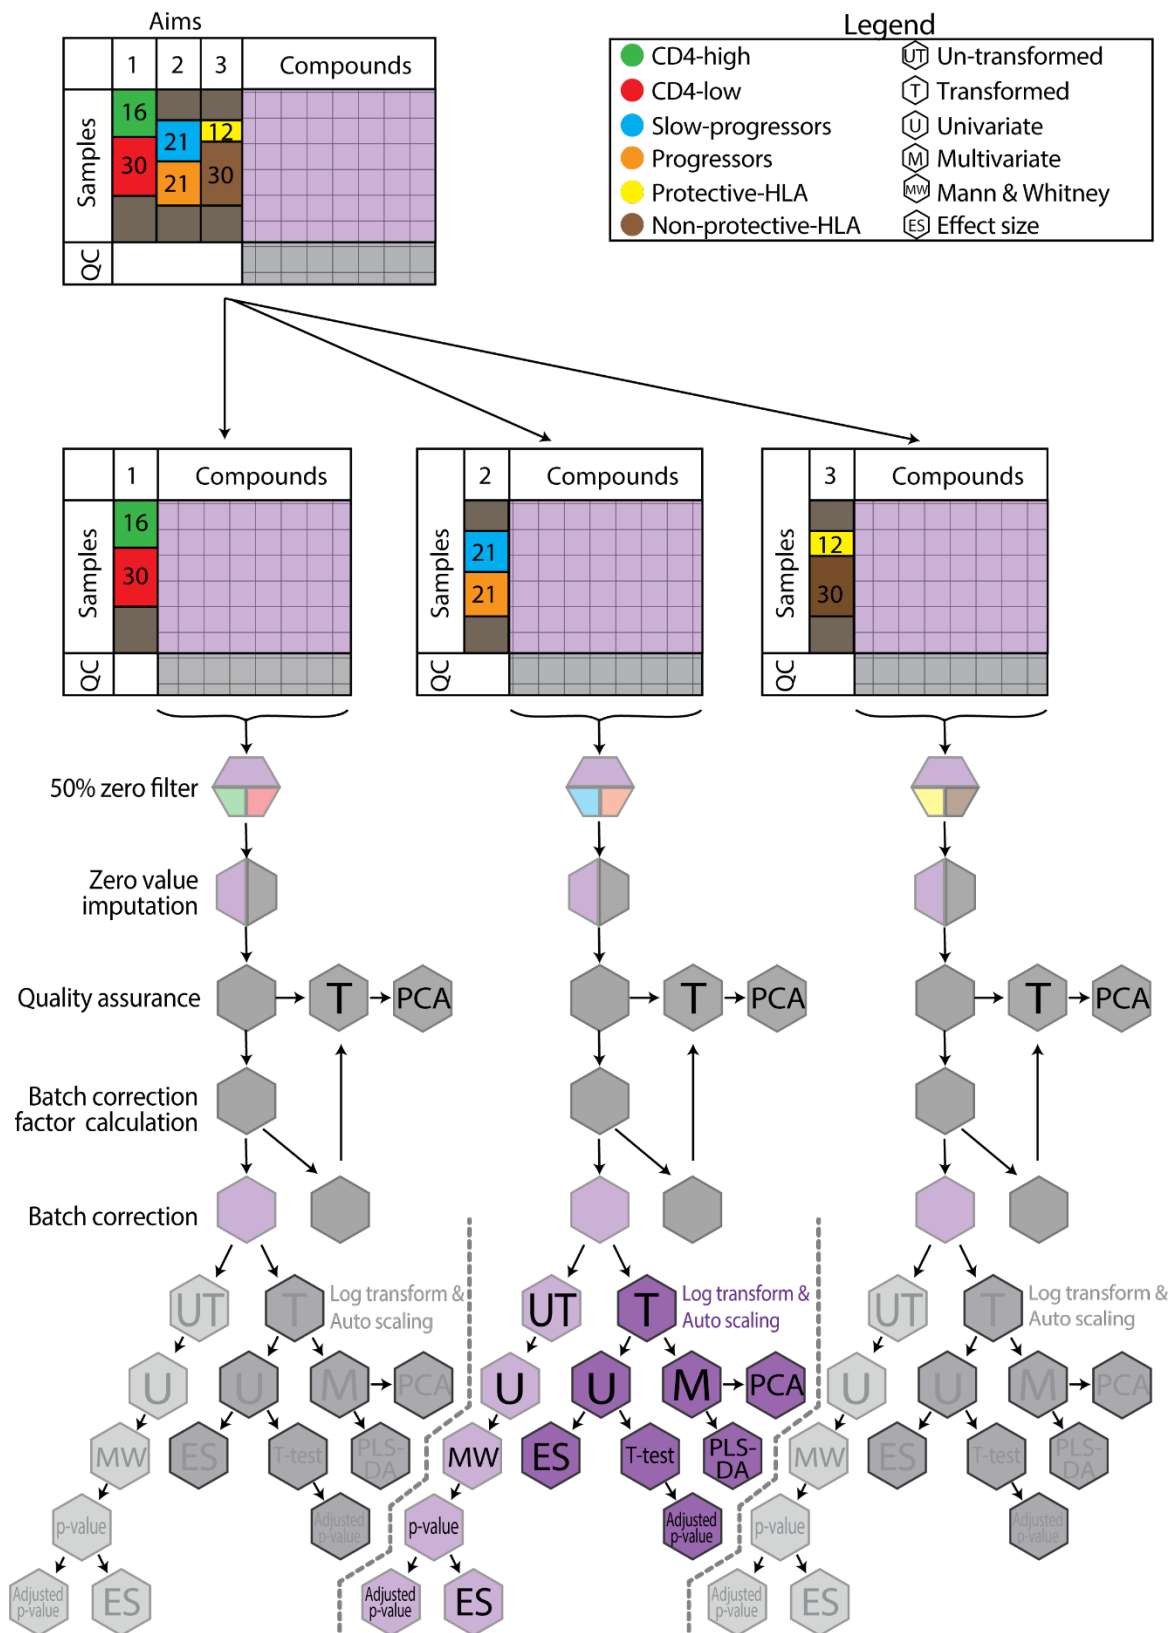 Aims
1 2 3 Compounds
Samples
16
30
21
21
12
30
QC
Legend
CD4-high
CD4-low
Slow-progressors
Progressors
Protective-HLA
Non-protective-HLA
UT Un-transformed
T Transformed
U Univariate
M Multivariate
MW Mann & Whitney
ES Effect size
1 Compounds
Samples
16
30
QC
2 Compounds
Samples
21
21
QC
3 Compounds
Samples
12
30
QC
50% zero filter
Zero value
imputation
Quality assurance
T PCA
T PCA
T PCA
Batch correction
factor calculation
Batch correction
UT T Log transform &
Auto scaling
U U M PCA
MW ES T-test PLS-
DA
p-value
Adjusted
p-value
Adjusted
p-value
ES
UT T Log transform &
Auto scaling
U U M PCA
MW ES T-test PLS-
DA
p-value
Adjusted
p-value
Adjusted
p-value
ES
UT T Log transform &
Auto scaling
U U M PCA
MW ES T-test PLS-
DA
p-value
Adjusted
p-value
Adjusted
p-value
ES